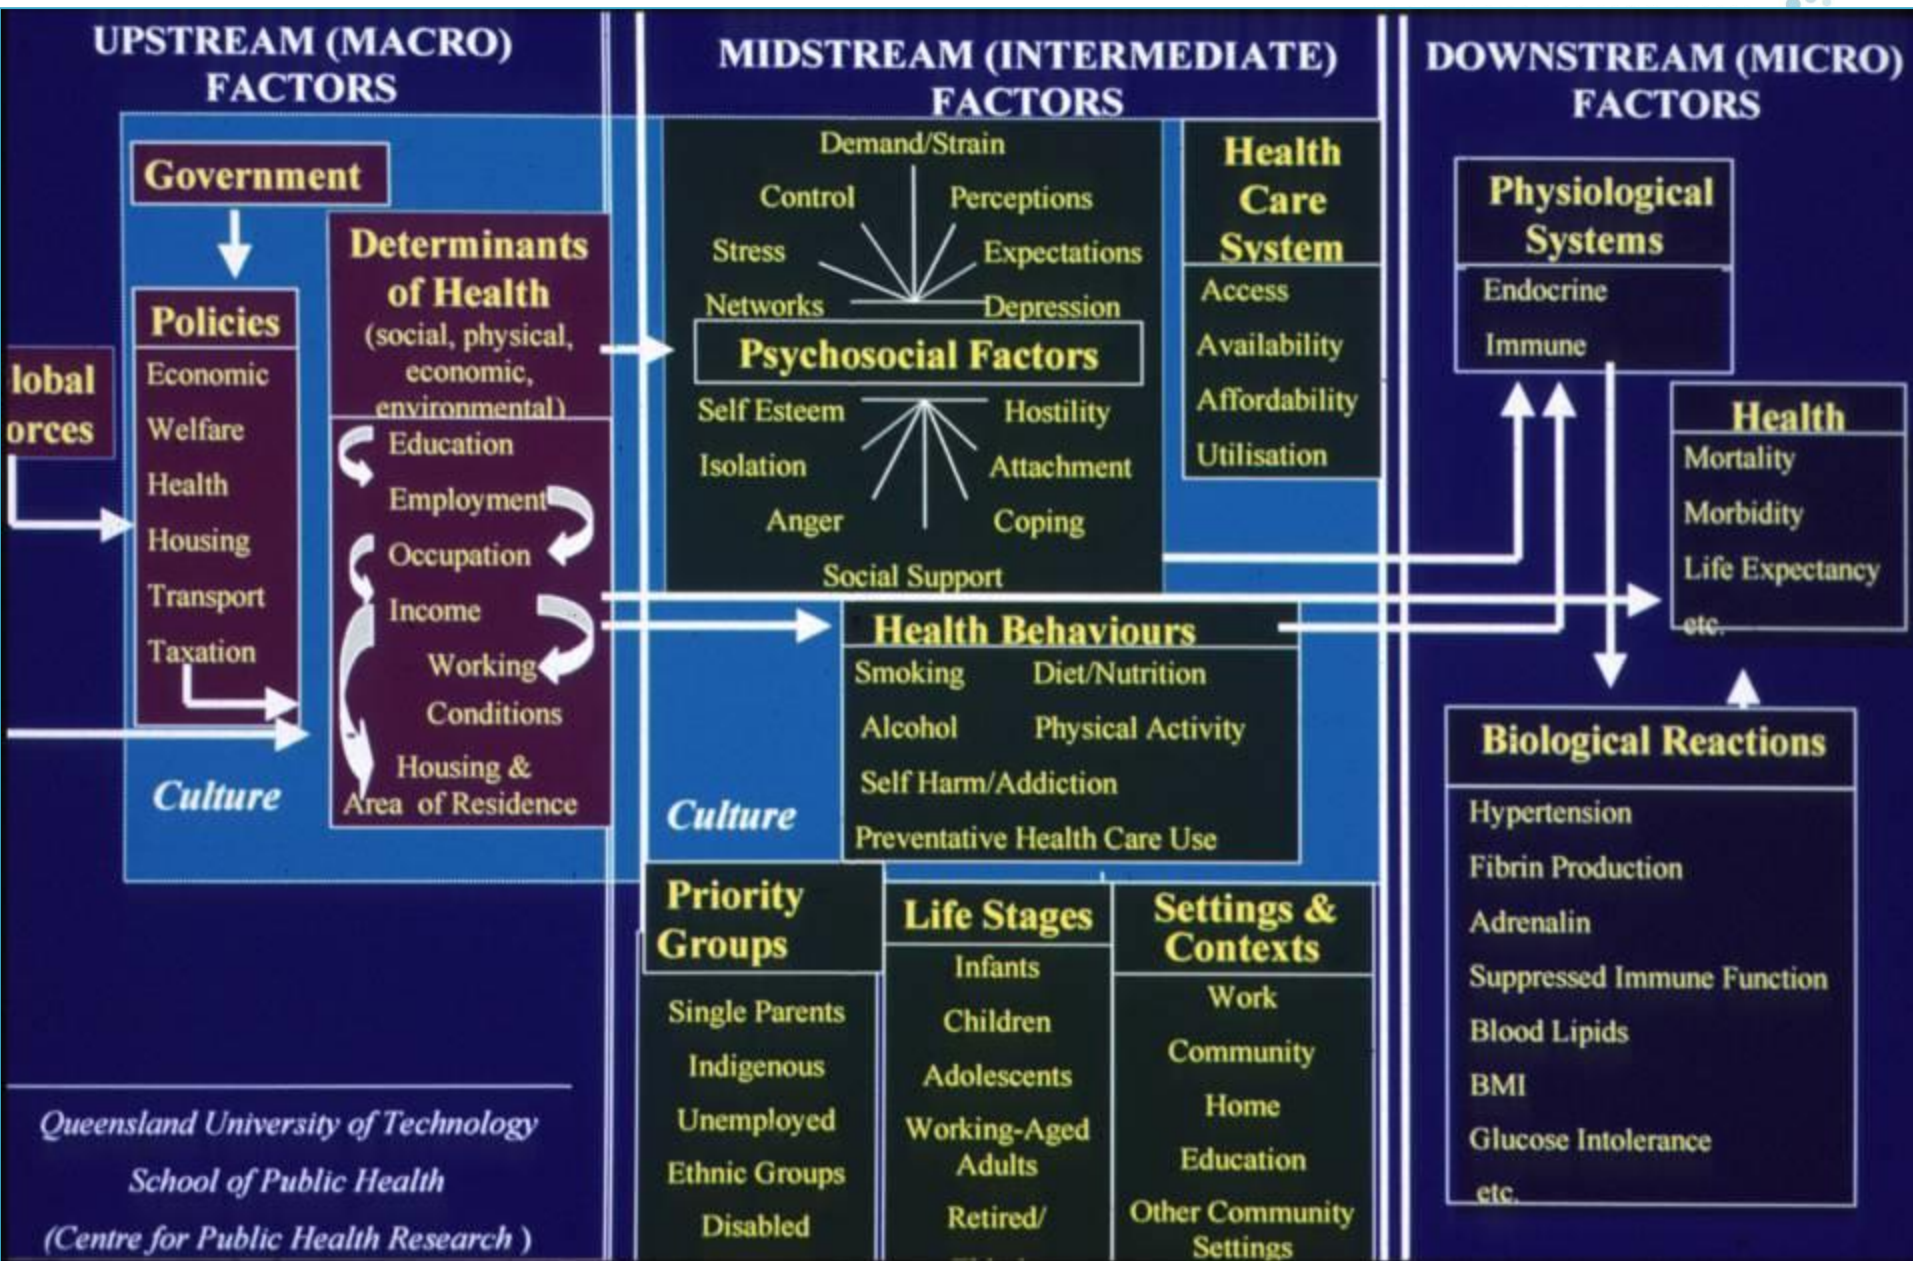 UPSTREAM (MACRO)
FACTORS
Government
Policies
Economic
Welfare
Health
Housing
Transport
Taxation
lobal
orces
Culture
Determinants
of Health
(social, physical,
economic,
environmental)
Education
Employment
Occupation
Income
Working
Conditions
Housing &
Area of Residence
Queensland University of Technology
School of Public Health
(Centre for Public Health Research )
MIDSTREAM (INTERMEDIATE)
FACTORS
Demand/Strain
Control Perceptions
Stress Expectations
Networks Depression
Psychosocial Factors
Self Esteem Hostility
Isolation Attachment
Anger Coping
Social Support
Health
Care
System
Access
Availability
Affordability
Utilisation
Health Behaviours
Smoking Diet/Nutrition
Alcohol Physical Activity
Self Harm/Addiction
Preventative Health Care Use
Culture
Priority
Groups
Single Parents
Indigenous
Unemployed
Ethnic Groups
Disabled
Life Stages
Infants
Children
Adolescents
Working-Aged
Adults
Retired/
Settings &
Contexts
Work
Community
Home
Education
Other Community
Settings
DOWNSTREAM (MICRO)
FACTORS
Physiological
Systems
Endocrine
Immune
Health
Mortality
Morbidity
Life Expectancy
etc.
Biological Reactions
Hypertension
Fibrin Production
Adrenalin
Suppressed Immune Function
Blood Lipids
BMI
Glucose Intolerance
etc.